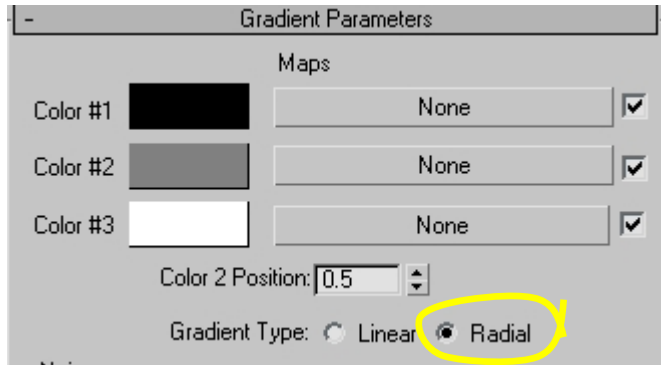 - Gradient Parameters
Maps
Color #1 None
Color #2 None
Color #3 None
Color 2 Position: 0.5
Gradient Type: Linear Radial